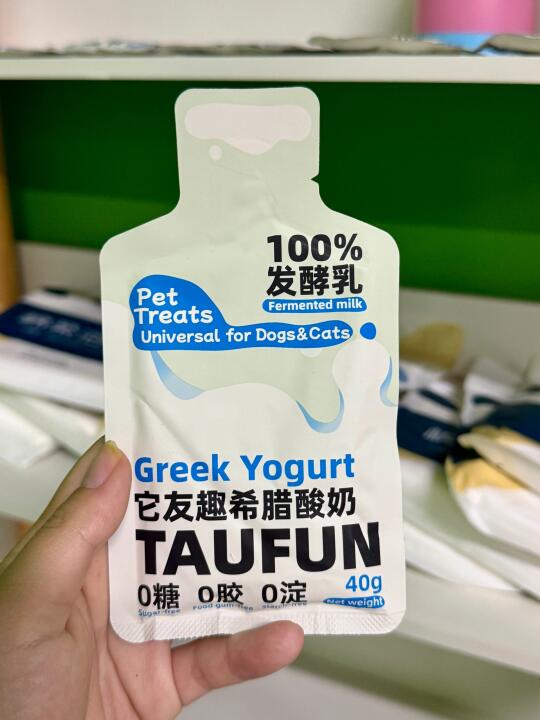 100%
发酵乳
Fermented milk
Pet
Treats
Universal for Dogs&Cats
Greek Yogurt
它友趣希腊酸奶
TAUFUN
0糖 0胶 0淀
Sugar-free Food gum-free Starch-free
40g
Net weight